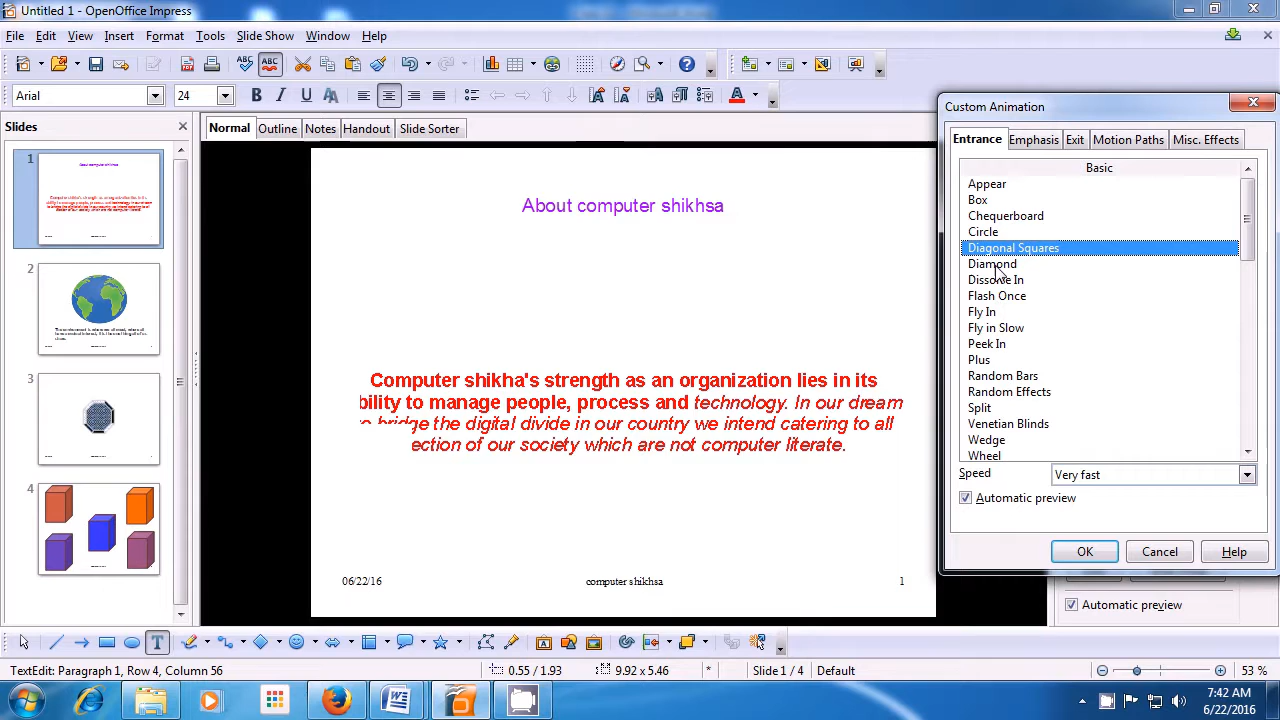 Untitled 1 - OpenOffice Impress
File Edit View Insert Format Tools Slide Show Window Help
Arial 24
Slides
Normal Outline Notes Handout Slide Sorter
1
2
3
4
About computer shikhsa
Computer shikha's strength as an organization lies in its
bility to manage people, process and technology. In our dream
o bridge the digital divide in our country we intend catering to all
ection of our society which are not computer literate.
06/22/16 computer shikhsa 1
Custom Animation
Entrance Emphasis Exit Motion Paths Misc. Effects
Basic
Appear
Box
Chequerboard
Circle
Diagonal Squares
Diamond
Dissolve In
Flash Once
Fly In
Fly in Slow
Peek In
Plus
Random Bars
Random Effects
Split
Venetian Blinds
Wedge
Wheel
Speed Very fast
Automatic preview
OK Cancel Help
Automatic preview
TextEdit: Paragraph 1, Row 4, Column 56 0.55 / 1.93 9.92 x 5.46 * Slide 1 / 4 Default 53 %
7:42 AM
6/22/2016